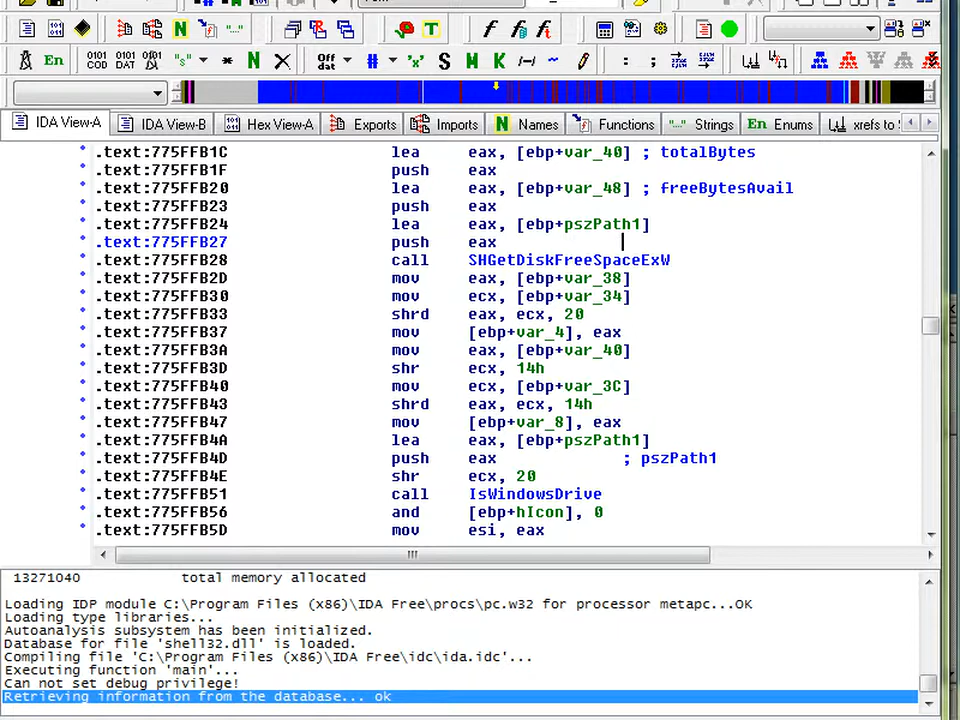 0101 0101 0101
En COD DAT 0101 "s" * N Off dat # 'x' S M K : ;
IDA View-A IDA View-B Hex View-A Exports Imports N Names Functions "..." Strings En Enums xrefs to S
.text:775FFB1C lea eax, [ebp+var_40] ; totalBytes
.text:775FFB1F push eax
.text:775FFB20 lea eax, [ebp+var_48] ; freeBytesAvail
.text:775FFB23 push eax
.text:775FFB24 lea eax, [ebp+pszPath1]
.text:775FFB27 push eax
.text:775FFB28 call SHGetDiskFreeSpaceExW
.text:775FFB2D mov eax, [ebp+var_38]
.text:775FFB30 mov ecx, [ebp+var_34]
.text:775FFB33 shrd eax, ecx, 20
.text:775FFB37 mov [ebp+var_4], eax
.text:775FFB3A mov eax, [ebp+var_40]
.text:775FFB3D shr ecx, 14h
.text:775FFB40 mov ecx, [ebp+var_3C]
.text:775FFB43 shrd eax, ecx, 14h
.text:775FFB47 mov [ebp+var_8], eax
.text:775FFB4A lea eax, [ebp+pszPath1]
.text:775FFB4D push eax ; pszPath1
.text:775FFB4E shr ecx, 20
.text:775FFB51 call IsWindowsDrive
.text:775FFB56 and [ebp+hIcon], 0
.text:775FFB5D mov esi, eax
13271040 total memory allocated
Loading IDP module C:\Program Files (x86)\IDA Free\procs\pc.w32 for processor metapc...OK
Loading type libraries...
Autoanalysis subsystem has been initialized.
Database for file 'shell32.dll' is loaded.
Compiling file 'C:\Program Files (x86)\IDA Free\idc\ida.idc'...
Executing function 'main'...
Can not set debug privilege!
Retrieving information from the database... ok